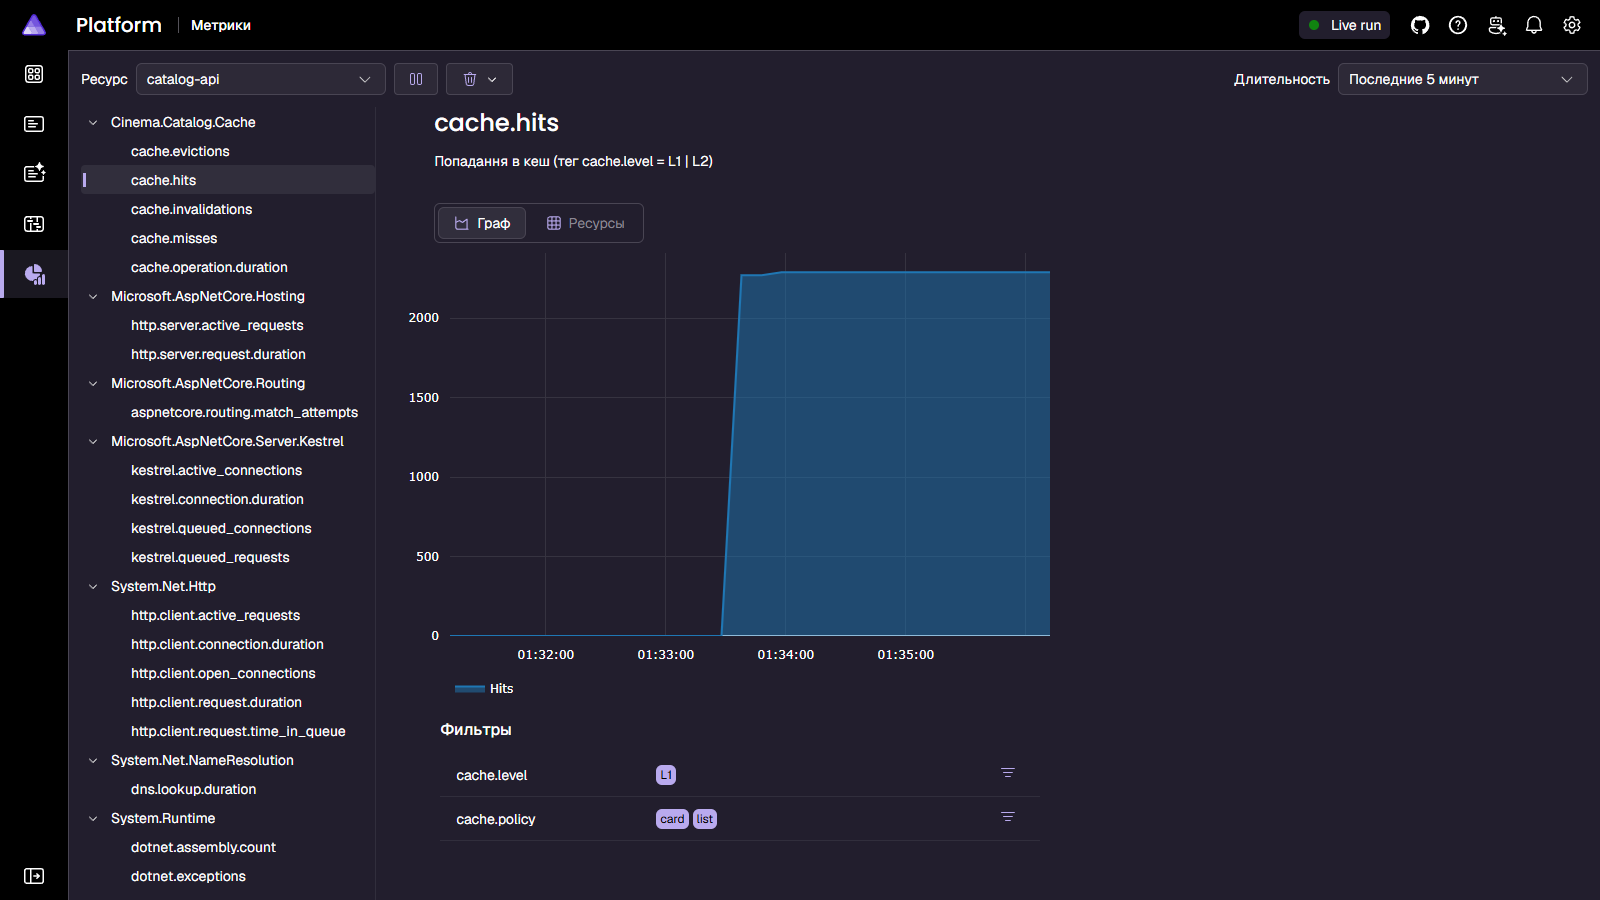 Platform
Метрики
Live run
Ресурс
catalog-api
Длительность
Последние 5 минут
Cinema.Catalog.Cache
cache.evictions
cache.hits
cache.invalidations
cache.misses
cache.operation.duration
Microsoft.AspNetCore.Hosting
http.server.active_requests
http.server.request.duration
Microsoft.AspNetCore.Routing
aspnetcore.routing.match_attempts
Microsoft.AspNetCore.Server.Kestrel
kestrel.active_connections
kestrel.connection.duration
kestrel.queued_connections
kestrel.queued_requests
System.Net.Http
http.client.active_requests
http.client.connection.duration
http.client.open_connections
http.client.request.duration
http.client.request.time_in_queue
System.Net.NameResolution
dns.lookup.duration
System.Runtime
dotnet.assembly.count
dotnet.exceptions
cache.hits
Попадання в кеш (тег cache.level = L1 | L2)
Граф
Ресурсы
2000
1500
1000
500
0
01:32:00
01:33:00
01:34:00
01:35:00
Hits
Фильтры
cache.level
L1
cache.policy
card
list